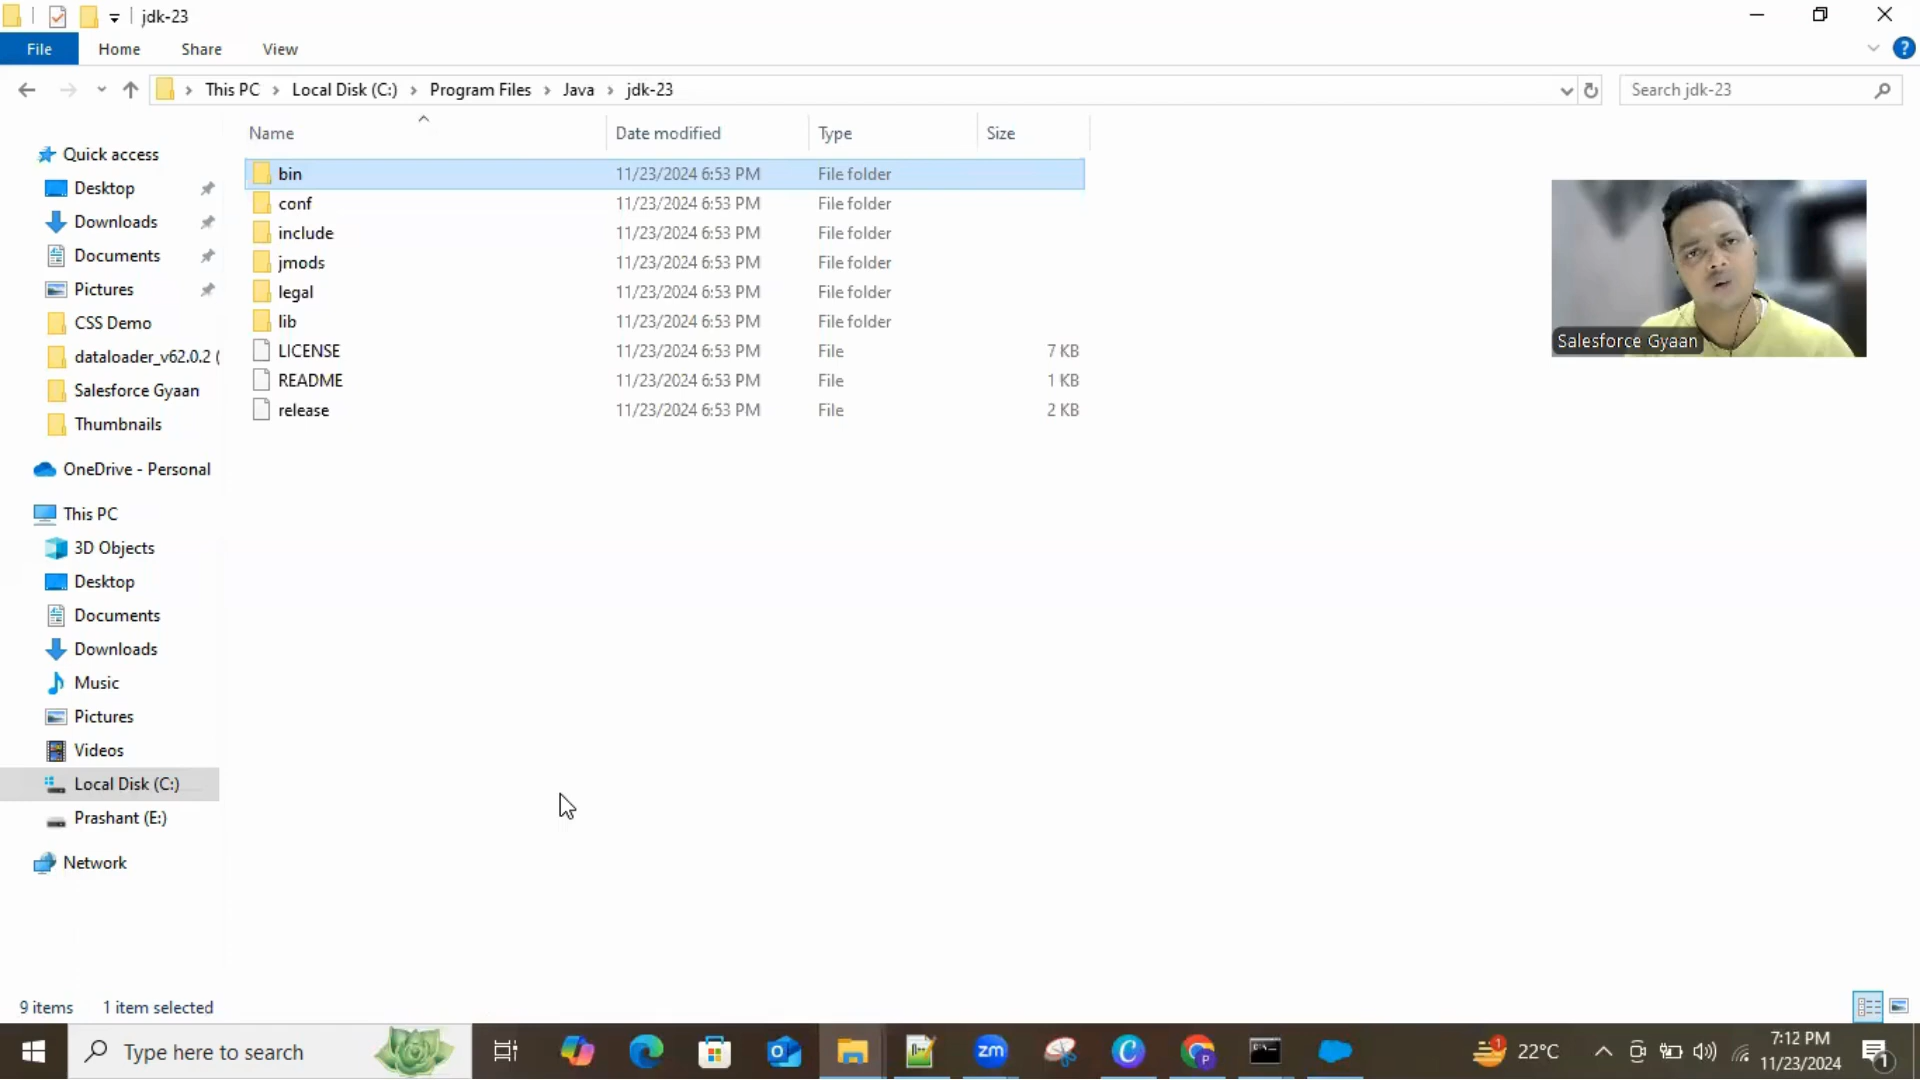 jdk-23
File Home Share View
This PC Local Disk (C:) Program Files Java jdk-23
Search jdk-23
Name Date modified Type Size
Quick access
Desktop
Downloads
Documents
Pictures
CSS Demo
dataloader_v62.0.2 (
Salesforce Gyaan
Thumbnails
OneDrive - Personal
This PC
3D Objects
Desktop
Documents
Downloads
Music
Pictures
Videos
Local Disk (C:)
Prashant (E:)
Network
bin 11/23/2024 6:53 PM File folder
conf 11/23/2024 6:53 PM File folder
include 11/23/2024 6:53 PM File folder
jmods 11/23/2024 6:53 PM File folder
legal 11/23/2024 6:53 PM File folder
lib 11/23/2024 6:53 PM File folder
LICENSE 11/23/2024 6:53 PM File 7 KB
README 11/23/2024 6:53 PM File 1 KB
release 11/23/2024 6:53 PM File 2 KB
Salesforce Gyaan
9 items 1 item selected
Type here to search
zm
22°C
7:12 PM
11/23/2024
1